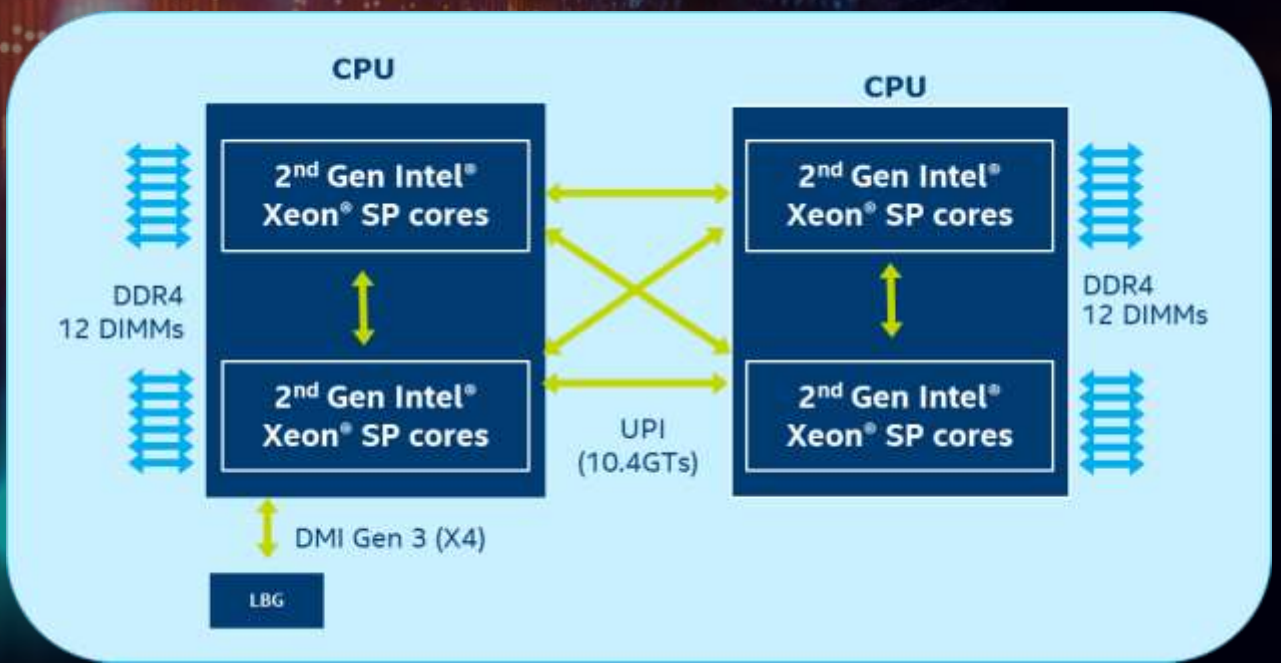 CPU
CPU
2nd Gen Intel®
Xeon® SP cores
2nd Gen Intel®
Xeon® SP cores
DDR4
12 DIMMs
DDR4
12 DIMMs
2nd Gen Intel®
Xeon® SP cores
2nd Gen Intel®
Xeon® SP cores
UPI
(10.4GTs)
DMI Gen 3 (X4)
LBG